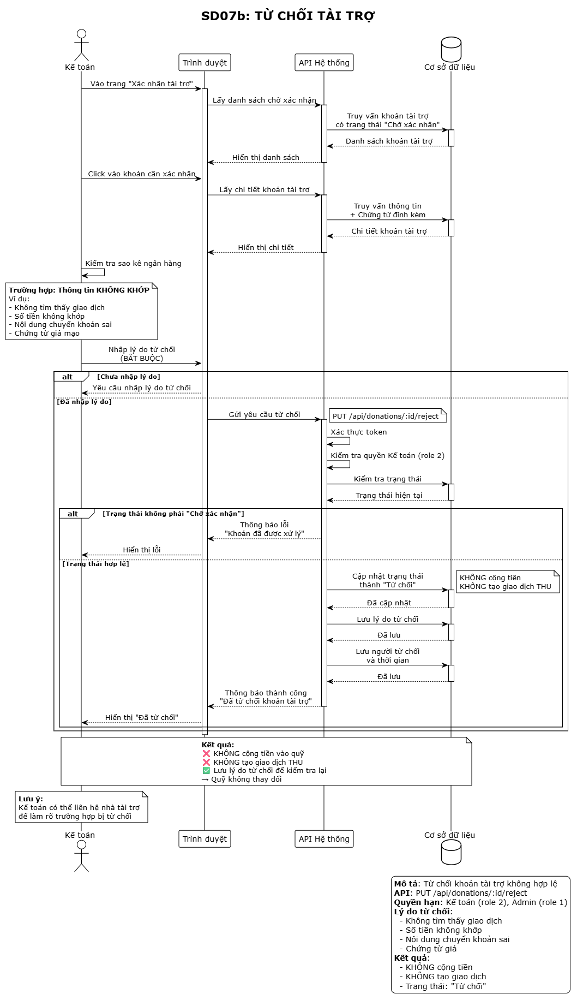 SD07b: TỪ CHỐI TÀI TRỢ
Kế toán
Trình duyệt
API Hệ thống
Cơ sở dữ liệu
Vào trang "Xác nhận tài trợ"
Lấy danh sách chờ xác nhận
Truy vấn khoản tài trợ
có trạng thái "Chờ xác nhận"
Danh sách khoản tài trợ
Hiển thị danh sách
Click vào khoản cần xác nhận
Lấy chi tiết khoản tài trợ
Truy vấn thông tin
+ Chứng từ đính kèm
Chi tiết khoản tài trợ
Hiển thị chi tiết
Kiểm tra sao kê ngân hàng
Trường hợp: Thông tin KHÔNG KHỚP
Ví dụ:
- Không tìm thấy giao dịch
- Số tiền không khớp
- Nội dung chuyển khoản sai
- Chứng từ giả mạo
Nhập lý do từ chối
(BẮT BUỘC)
alt
[Chưa nhập lý do]
Yêu cầu nhập lý do từ chối
[Đã nhập lý do]
Gửi yêu cầu từ chối
PUT /api/donations/:id/reject
Xác thực token
Kiểm tra quyền Kế toán (role 2)
Kiểm tra trạng thái
Trạng thái hiện tại
alt
[Trạng thái không phải "Chờ xác nhận"]
Thông báo lỗi
"Khoản đã được xử lý"
Hiển thị lỗi
[Trạng thái hợp lệ]
Cập nhật trạng thái
thành "Từ chối"
KHÔNG cộng tiền
KHÔNG tạo giao dịch THU
Đã cập nhật
Lưu lý do từ chối
Đã lưu
Lưu người từ chối
và thời gian
Đã lưu
Thông báo thành công
"Đã từ chối khoản tài trợ"
Hiển thị "Đã từ chối"
Kết quả:
❌ KHÔNG cộng tiền vào quỹ
❌ KHÔNG tạo giao dịch THU
✅ Lưu lý do từ chối để kiểm tra lại
→ Quỹ không thay đổi
Lưu ý:
Kế toán có thể liên hệ nhà tài trợ
để làm rõ trường hợp bị từ chối
Kế toán
Trình duyệt
API Hệ thống
Cơ sở dữ liệu
Mô tả: Từ chối khoản tài trợ không hợp lệ
API: PUT /api/donations/:id/reject
Quyền hạn: Kế toán (role 2), Admin (role 1)
Lý do từ chối:
- Không tìm thấy giao dịch
- Số tiền không khớp
- Nội dung chuyển khoản sai
- Chứng từ giả
Kết quả:
- KHÔNG cộng tiền
- KHÔNG tạo giao dịch
- Trạng thái: "Từ chối"